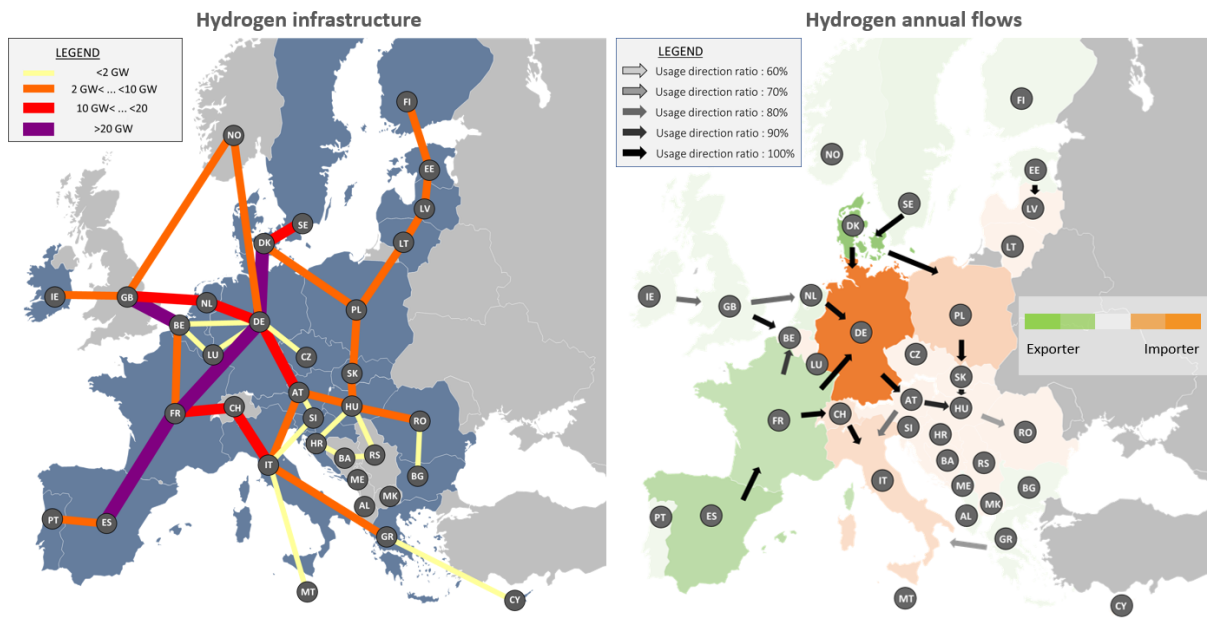 Hydrogen infrastructure
LEGEND
<2 GW
2 GW< ... <10 GW
10 GW< ... <20
>20 GW
FI
NO
EE
LV
SE
DK
LT
IE
GB
NL
PL
BE
DE
LU
CZ
SK
AT
CH
HU
FR
SI
RO
HR
BA
RS
IT
BG
ME
MK
AL
PT
ES
GR
MT
CY
Hydrogen annual flows
LEGEND
Usage direction ratio : 60%
Usage direction ratio : 70%
Usage direction ratio : 80%
Usage direction ratio : 90%
Usage direction ratio : 100%
FI
NO
EE
SE
LV
DK
LT
IE
NL
GB
PL
DE
BE
CZ
LU
SK
AT
HU
CH
FR
SI
RO
HR
BA
RS
IT
ME
BG
MK
ES
AL
PT
GR
MT
CY
Exporter
Importer